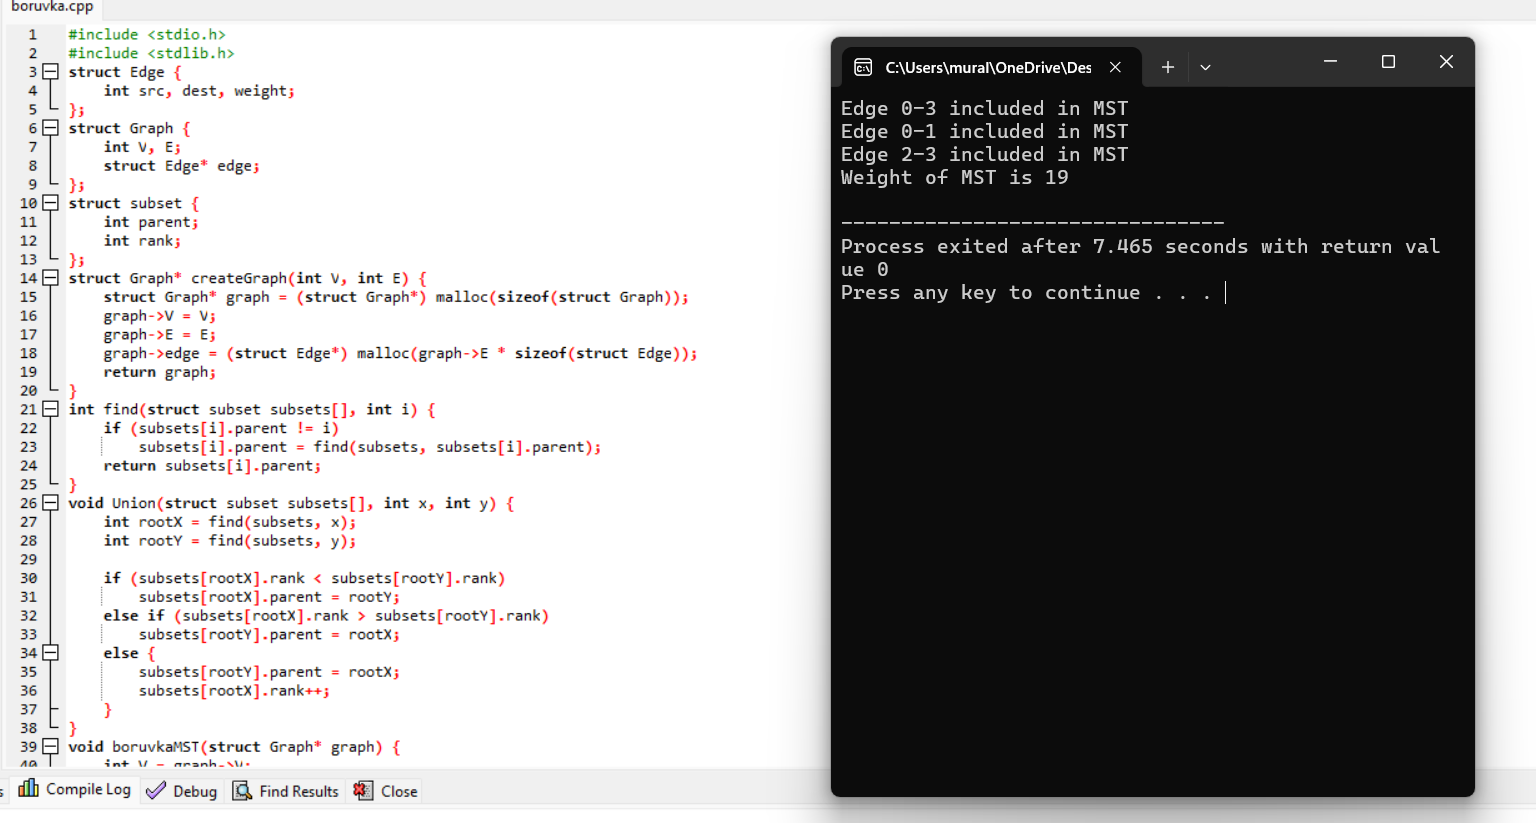 boruvka.cpp
1 #include <stdio.h>
2 #include <stdlib.h>
3 struct Edge {
4 int src, dest, weight;
5 };
6 struct Graph {
7 int V, E;
8 struct Edge* edge;
9 };
10 struct subset {
11 int parent;
12 int rank;
13 };
14 struct Graph* createGraph(int V, int E) {
15 struct Graph* graph = (struct Graph*) malloc(sizeof(struct Graph));
16 graph->V = V;
17 graph->E = E;
18 graph->edge = (struct Edge*) malloc(graph->E * sizeof(struct Edge));
19 return graph;
20 }
21 int find(struct subset subsets[], int i) {
22 if (subsets[i].parent != i)
23 subsets[i].parent = find(subsets, subsets[i].parent);
24 return subsets[i].parent;
25 }
26 void Union(struct subset subsets[], int x, int y) {
27 int rootX = find(subsets, x);
28 int rootY = find(subsets, y);
29
30 if (subsets[rootX].rank < subsets[rootY].rank)
31 subsets[rootX].parent = rootY;
32 else if (subsets[rootX].rank > subsets[rootY].rank)
33 subsets[rootY].parent = rootX;
34 else {
35 subsets[rootY].parent = rootX;
36 subsets[rootX].rank++;
37 }
38 }
39 void boruvkaMST(struct Graph* graph) {
40 int V = graph->V;
s Compile Log Debug Find Results Close
C:\Users\mural\OneDrive\Des
Edge 0-3 included in MST
Edge 0-1 included in MST
Edge 2-3 included in MST
Weight of MST is 19
--------------------------------
Process exited after 7.465 seconds with return val
ue 0
Press any key to continue . . .